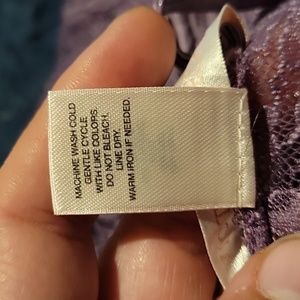 MACHINE WASH COLD
GENTLE CYCLE
WITH LIKE COLORS.
DO NOT BLEACH.
LINE DRY.
WARM IRON IF NEEDED.